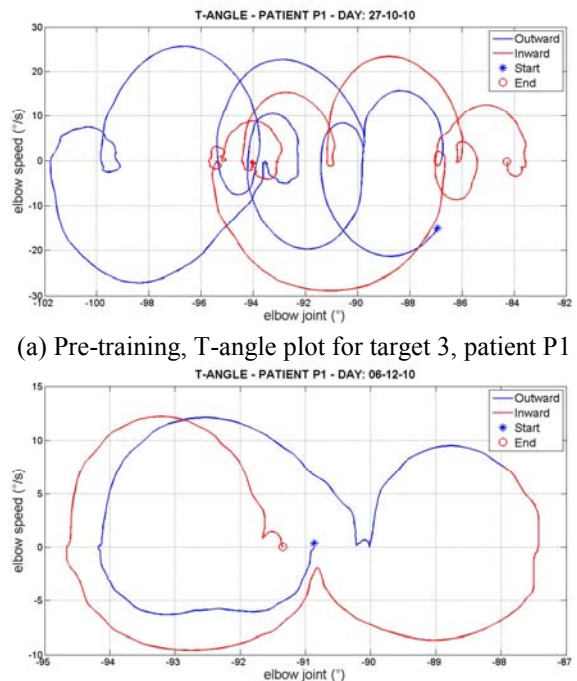 T-ANGLE - PATIENT P1 - DAY: 27-10-10
30
20
10
0
-10
-20
-30
elbow speed (°/s)
Outward
Inward
Start
End
-102 -100 -98 -96 -94 -92 -90 -88 -86 -84 -82
elbow joint (°)
(a) Pre-training, T-angle plot for target 3, patient P1
T-ANGLE - PATIENT P1 - DAY: 06-12-10
15
10
5
0
-5
-10
elbow speed (°/s)
Outward
Inward
Start
End
-95 -94 -93 -92 -91 -90 -89 -88 -87
elbow joint (°)